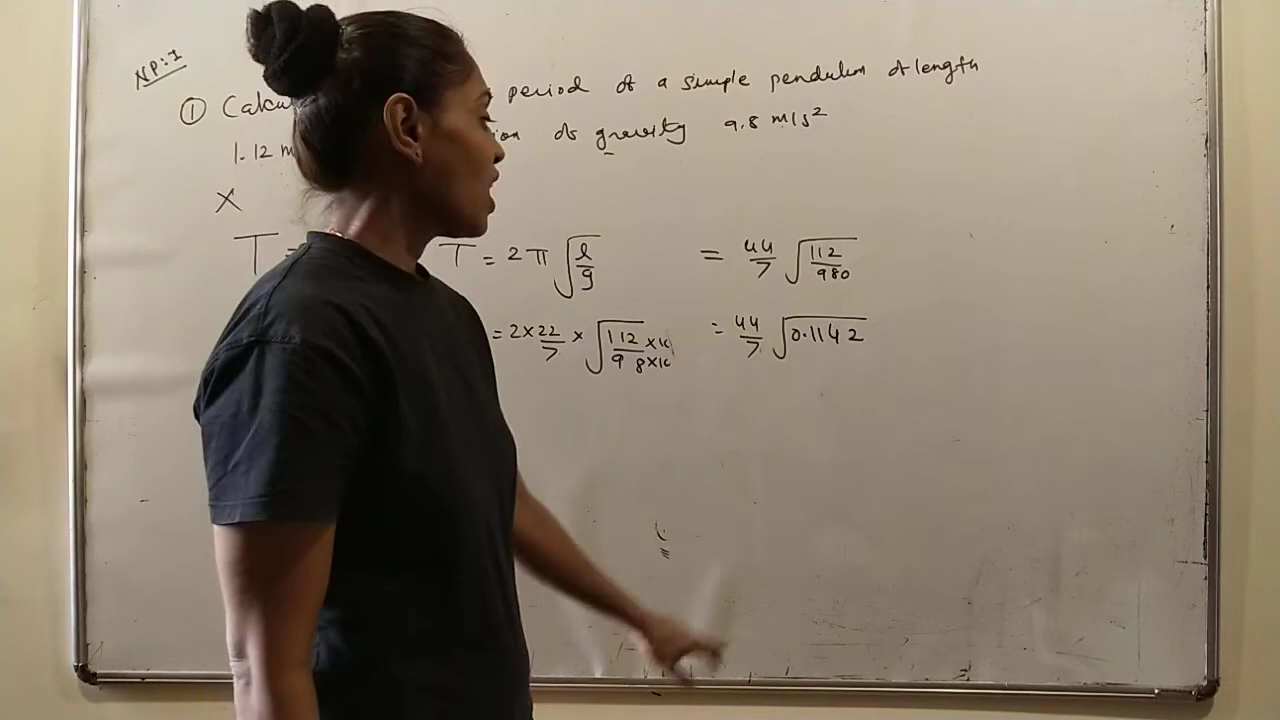 NP:1
① Calcu period of a simple pendulum of length
1.12 m ion of gravity 9.8 m/s²
X
T = T = 2π√(l/g) = 44/7 √(112/980)
= 2×22/7 × √(112×10/98×10) = 44/7 √0.1142